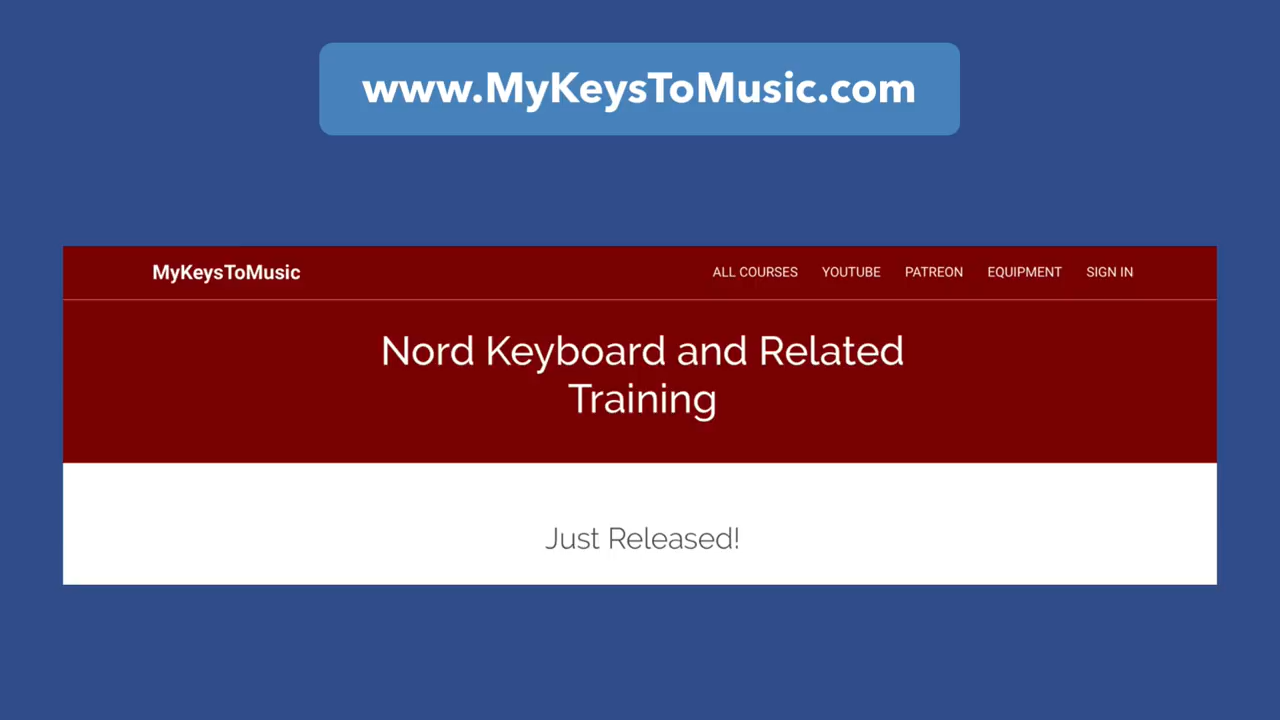 www.MyKeysToMusic.com
MyKeysToMusic ALL COURSES YOUTUBE PATREON EQUIPMENT SIGN IN
Nord Keyboard and Related
Training
Just Released!